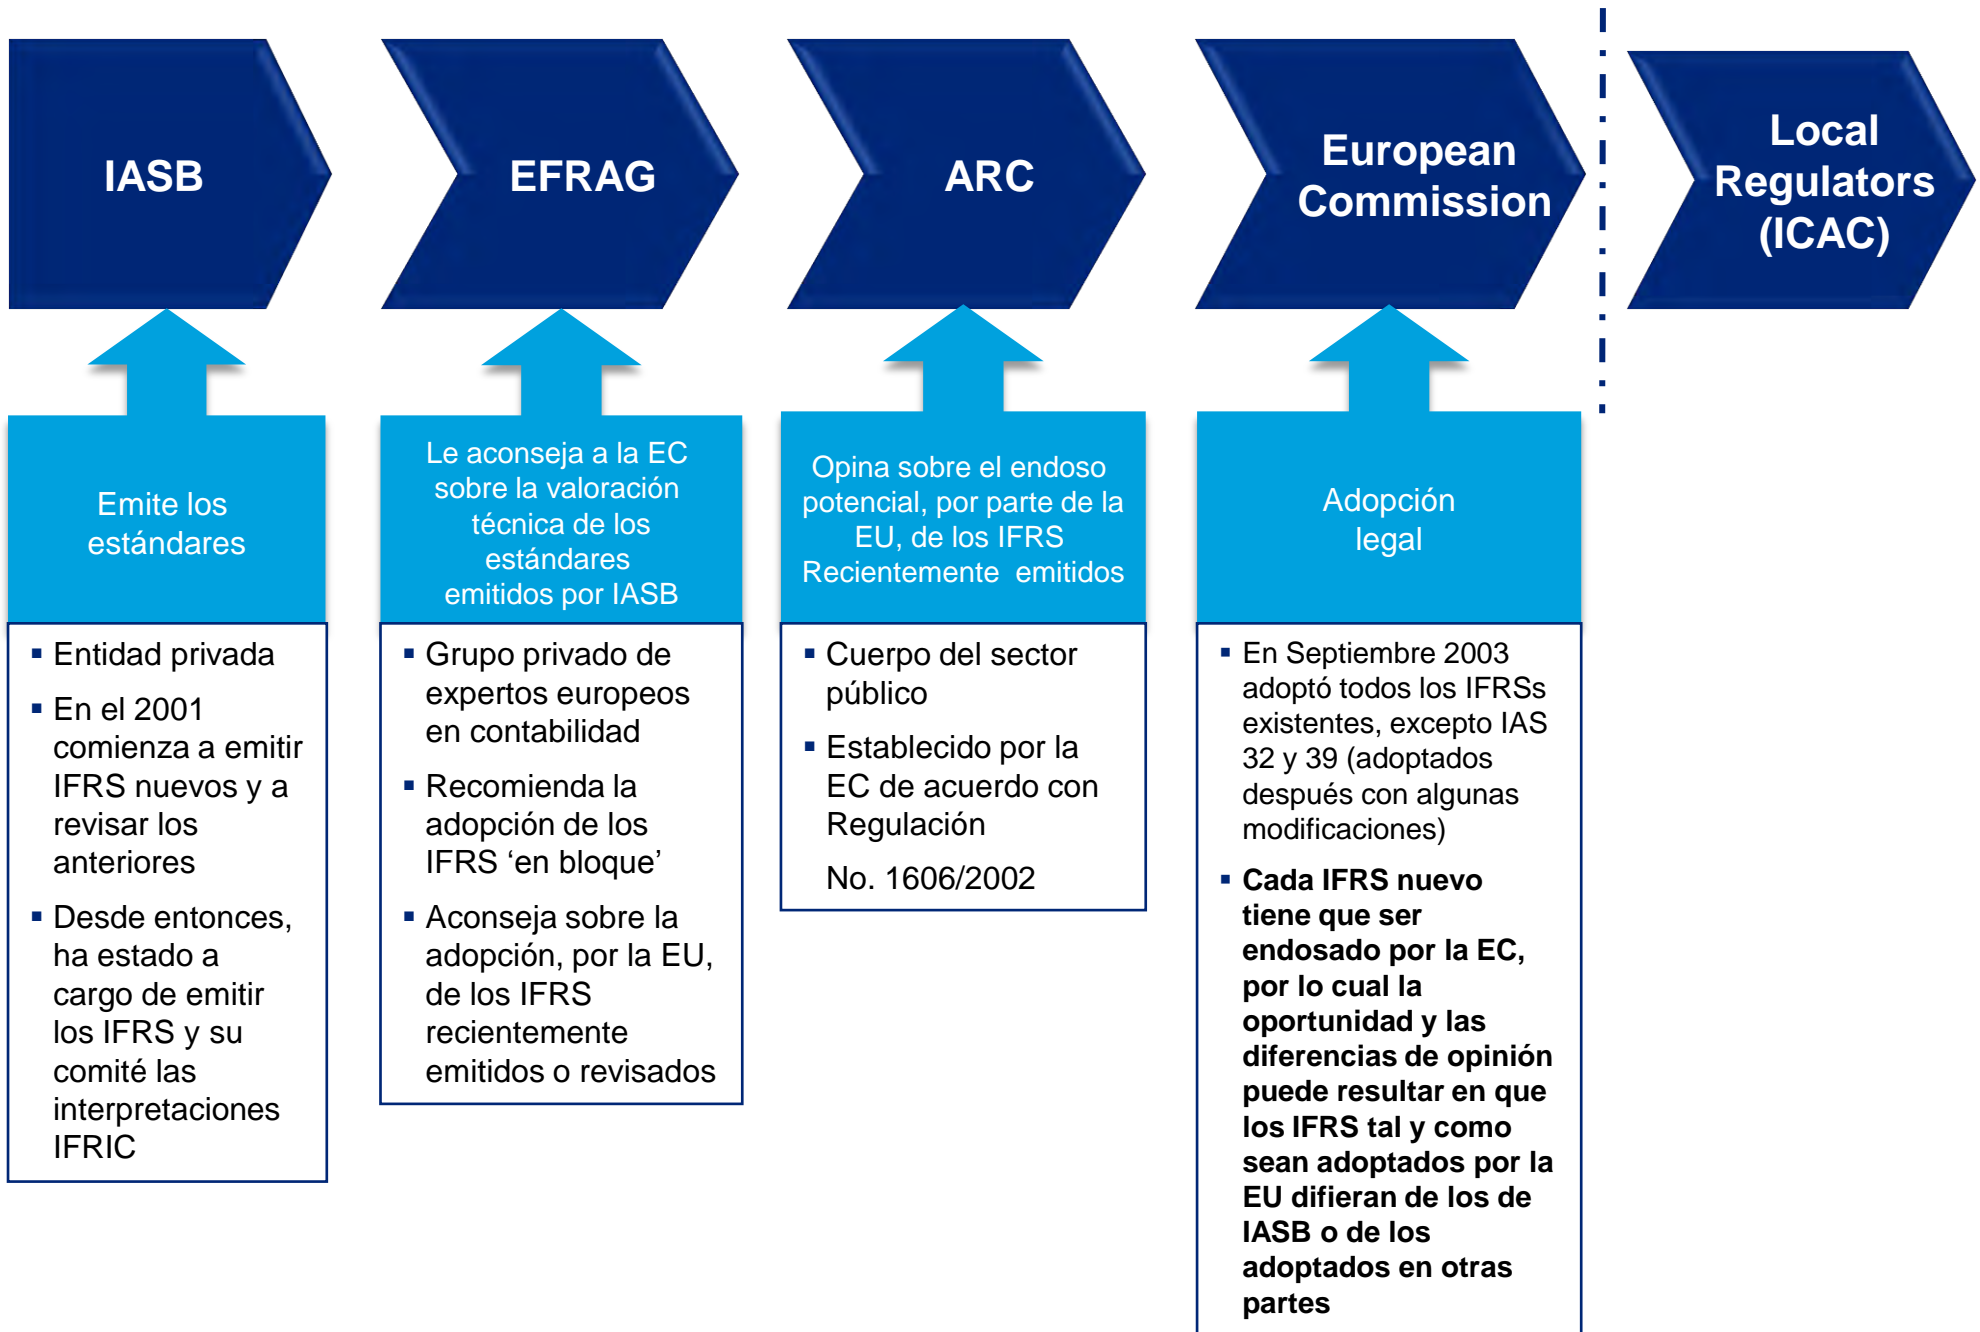 IASB
EFRAG
ARC
European
Commission
Local
Regulators
(ICAC)
Emite los
estándares
Le aconseja a la EC
sobre la valoración
técnica de los
estándares
emitidos por IASB
Opina sobre el endoso
potencial, por parte de la
EU, de los IFRS
Recientemente emitidos
Adopción
legal
▪ Entidad privada
▪ En el 2001
comienza a emitir
IFRS nuevos y a
revisar los
anteriores
▪ Desde entonces,
ha estado a
cargo de emitir
los IFRS y su
comité las
interpretaciones
IFRIC
▪ Grupo privado de
expertos europeos
en contabilidad
▪ Recomienda la
adopción de los
IFRS ‘en bloque’
▪ Aconseja sobre la
adopción, por la EU,
de los IFRS
recientemente
emitidos o revisados
▪ Cuerpo del sector
público
▪ Establecido por la
EC de acuerdo con
Regulación
No. 1606/2002
▪ En Septiembre 2003
adoptó todos los IFRSs
existentes, excepto IAS
32 y 39 (adoptados
después con algunas
modificaciones)
▪ Cada IFRS nuevo
tiene que ser
endosado por la EC,
por lo cual la
oportunidad y las
diferencias de opinión
puede resultar en que
los IFRS tal y como
sean adoptados por la
EU difieran de los de
IASB o de los
adoptados en otras
partes